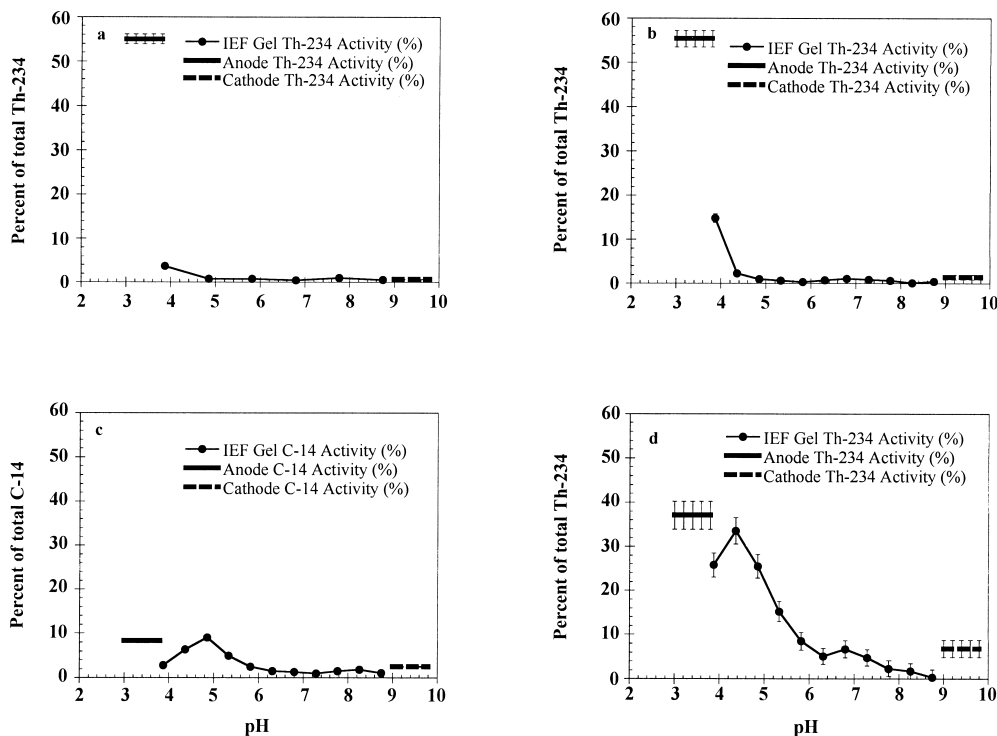 a
IEF Gel Th-234 Activity (%)
Anode Th-234 Activity (%)
Cathode Th-234 Activity (%)
Percent of total Th-234
60
50
40
30
20
10
0
2 3 4 5 6 7 8 9 10
b
IEF Gel Th-234 Activity (%)
Anode Th-234 Activity (%)
Cathode Th-234 Activity (%)
Percent of total Th-234
60
50
40
30
20
10
0
2 3 4 5 6 7 8 9 10
c
IEF Gel C-14 Activity (%)
Anode C-14 Activity (%)
Cathode C-14 Activity (%)
Percent of total C-14
60
50
40
30
20
10
0
2 3 4 5 6 7 8 9 10
pH
d
IEF Gel Th-234 Activity (%)
Anode Th-234 Activity (%)
Cathode Th-234 Activity (%)
Percent of total Th-234
60
50
40
30
20
10
0
2 3 4 5 6 7 8 9 10
pH